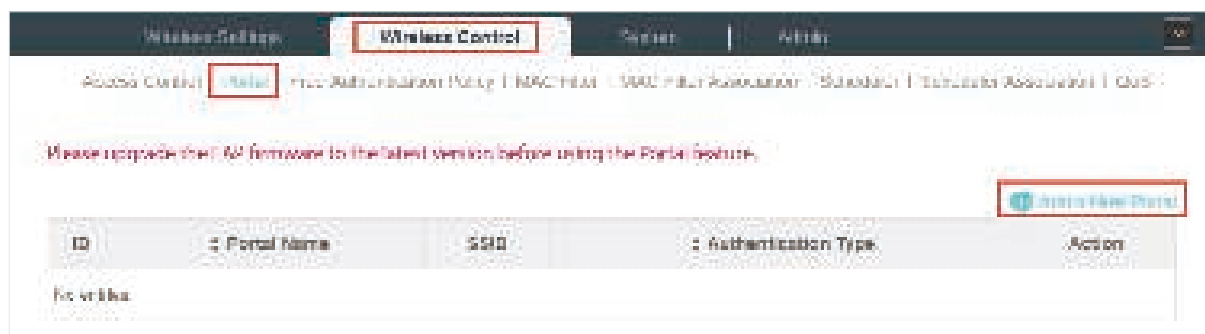 Wireless Settings Wireless Control System Admin
Access Control Portal Free Authentication Policy | MAC Filter MAC Filter Association Scheduler | Scheduler Association | QoS
Please upgrade the EAP firmware to the latest version before using the Portal feature.
Add a New Portal
ID Portal Name SSID Authentication Type Action
No entries